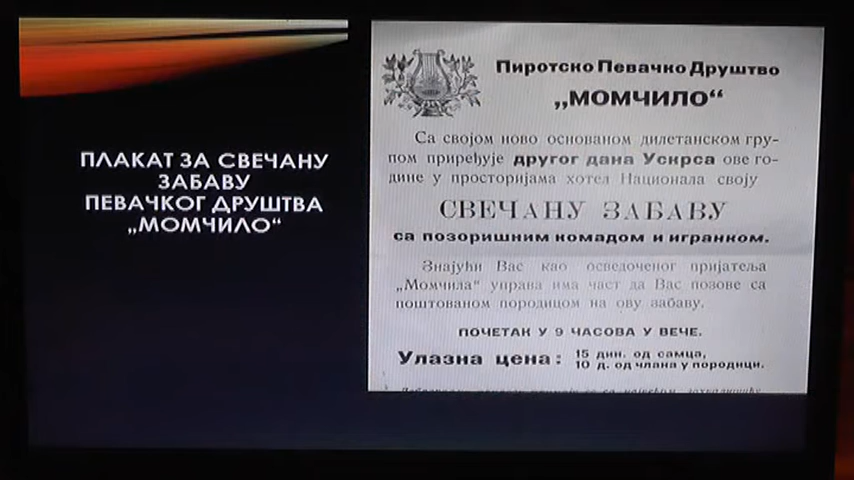 ПЛАКАТ ЗА СВЕЧАНУ
ЗАБАВУ
ПЕВАЧКОГ ДРУШТВА
„МОМЧИЛО“
Пиротско Певачко Друштво
„МОМЧИЛО“
Са својом ново основаном дилетанском гру-
пом приређује другог дана Ускрса ове го-
дине у просторијама хотел Национала своју
СВЕЧАНУ ЗАБАВУ
са позоришним комадом и игранком.
Знајући Вас као осведоченог пријатеља
„Момчила“ управа има част да Вас позове са
поштованом породицом на ову забаву.
ПОЧЕТАК У 9 ЧАСОВА У ВЕЧЕ.
Улазна цена: 15 дин. од самца,
10 д. од члана у породици.